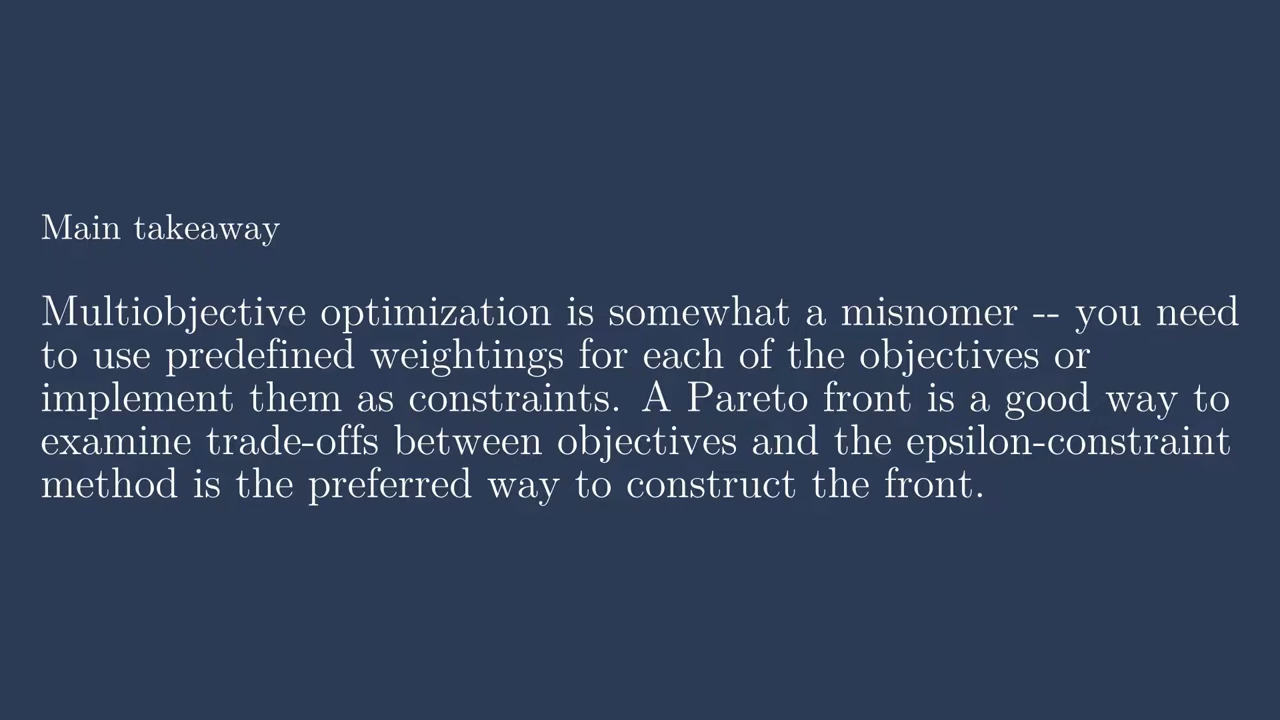 Main takeaway
Multiobjective optimization is somewhat a misnomer -- you need
to use predefined weightings for each of the objectives or
implement them as constraints. A Pareto front is a good way to
examine trade-offs between objectives and the epsilon-constraint
method is the preferred way to construct the front.